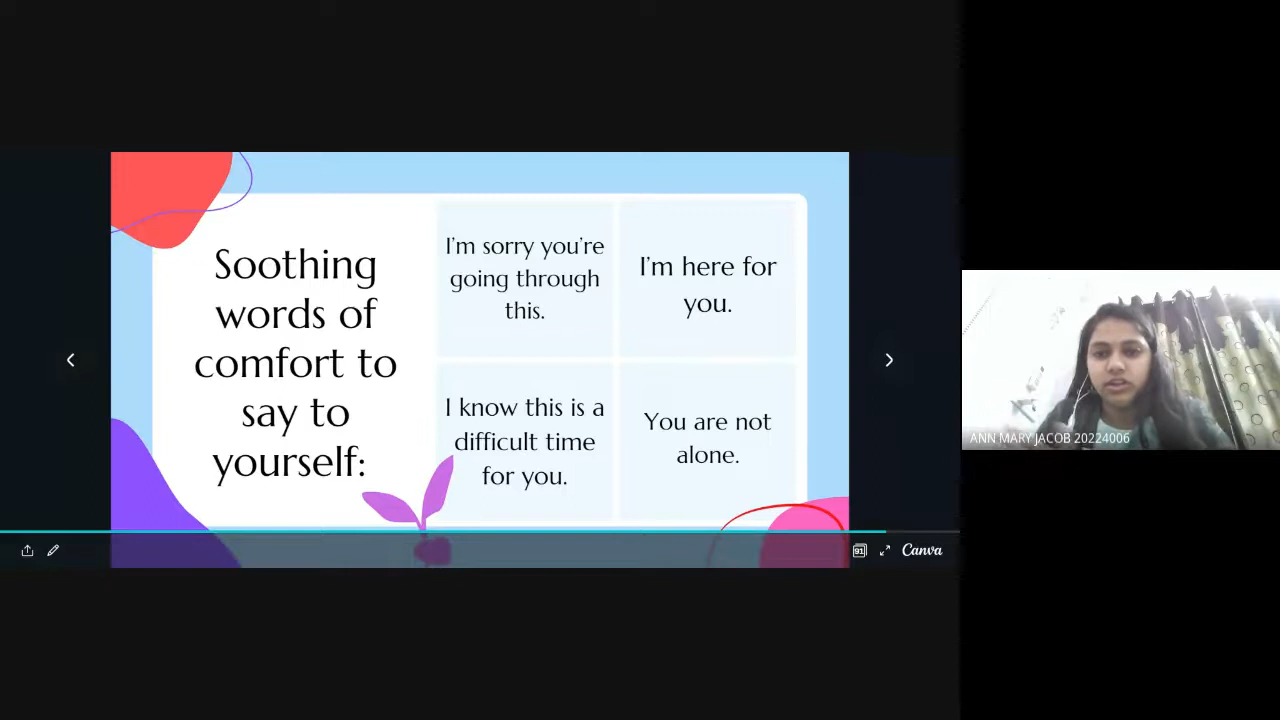 Soothing
words of
comfort to
say to
yourself:
I'm sorry you're
going through
this.
I'm here for
you.
I know this is a
difficult time
for you.
You are not
alone.
ANN MARY JACOB 20224006
91
Canva